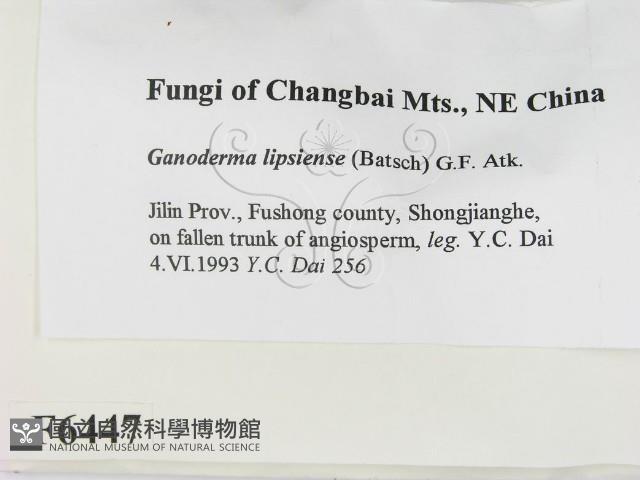 Fungi of Changbai Mts., NE China
Ganoderma lipsiense (Batsch) G.F. Atk.
Jilin Prov., Fushong county, Shongjianghe,
on fallen trunk of angiosperm, leg. Y.C. Dai
4.VI.1993 Y.C. Dai 256
F6447
國立自然科學博物館
NATIONAL MUSEUM OF NATURAL SCIENCE